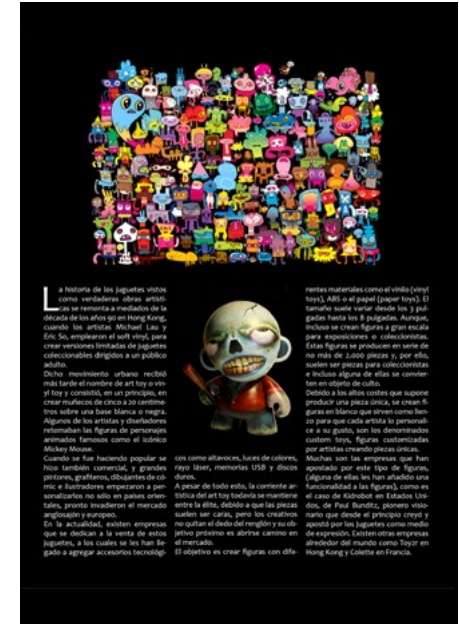 La historia de los juguetes vistos
como verdaderas obras artísti-
cas se remonta a mediados de la
década de los años 90 en Hong Kong,
cuando los artistas Michael Lau y
Eric So, emplearon el soft vinyl, para
crear versiones limitadas de juguetes
coleccionables dirigidos a un público
adulto.
Dicho movimiento urbano recibió
más tarde el nombre de art toy o vin-
yl toy y consistió, en un principio, en
crear muñecos de cinco a 20 centíme-
tros sobre una base blanca o negra.
Algunos de los artistas y diseñadores
retomaban las figuras de personajes
animados famosos como el icónico
Mickey Mouse.
Cuando se fue haciendo popular se
hizo también comercial, y grandes
pintores, grafiteros, dibujantes de có-
mic e ilustradores empezaron a per-
sonalizarlos no sólo en países orien-
tales, pronto invadieron el mercado
anglosajón y europeo.
En la actualidad, existen empresas
que se dedican a la venta de estos
juguetes, a los cuales se les han lle-
gado a agregar accesorios tecnológi-
cos como altavoces, luces de colores,
rayo láser, memorias USB y discos
duros.
A pesar de todo esto, la corriente ar-
tística del art toy todavía se mantiene
entre la élite, debido a que las piezas
suelen ser caras, pero los creativos
no quitan el dedo del renglón y su ob-
jetivo próximo es abrirse camino en
el mercado.
El objetivo es crear figuras con dife-
rentes materiales como el vinilo (vinyl
toys), ABS o el papel (paper toys). El
tamaño suele variar desde los 3 pul-
gadas hasta los 8 pulgadas. Aunque,
incluso se crean figuras a gran escala
para exposiciones o coleccionistas.
Estas figuras se producen en serie de
no más de 2,000 piezas y, por ello,
suelen ser piezas para coleccionistas
e incluso alguna de ellas se convier-
ten en objeto de culto.
Debido a los altos costes que supone
producir una pieza única, se crean fi-
guras en blanco que sirven como lien-
zo para que cada artista lo personali-
ce a su gusto, son los denominados
custom toys, figuras customizadas
por artistas creando piezas únicas.
Muchas son las empresas que han
apostado por este tipo de figuras,
(alguna de ellas les han añadido una
funcionalidad a las figuras), como es
el caso de Kidrobot en Estados Uni-
dos, de Paul Bunditz, pionero visio-
nario que desde el principio creyó y
apostó por los juguetes como medio
de expresión. Existen otras empresas
alrededor del mundo como Toy2r en
Hong Kong y Colette en Francia.